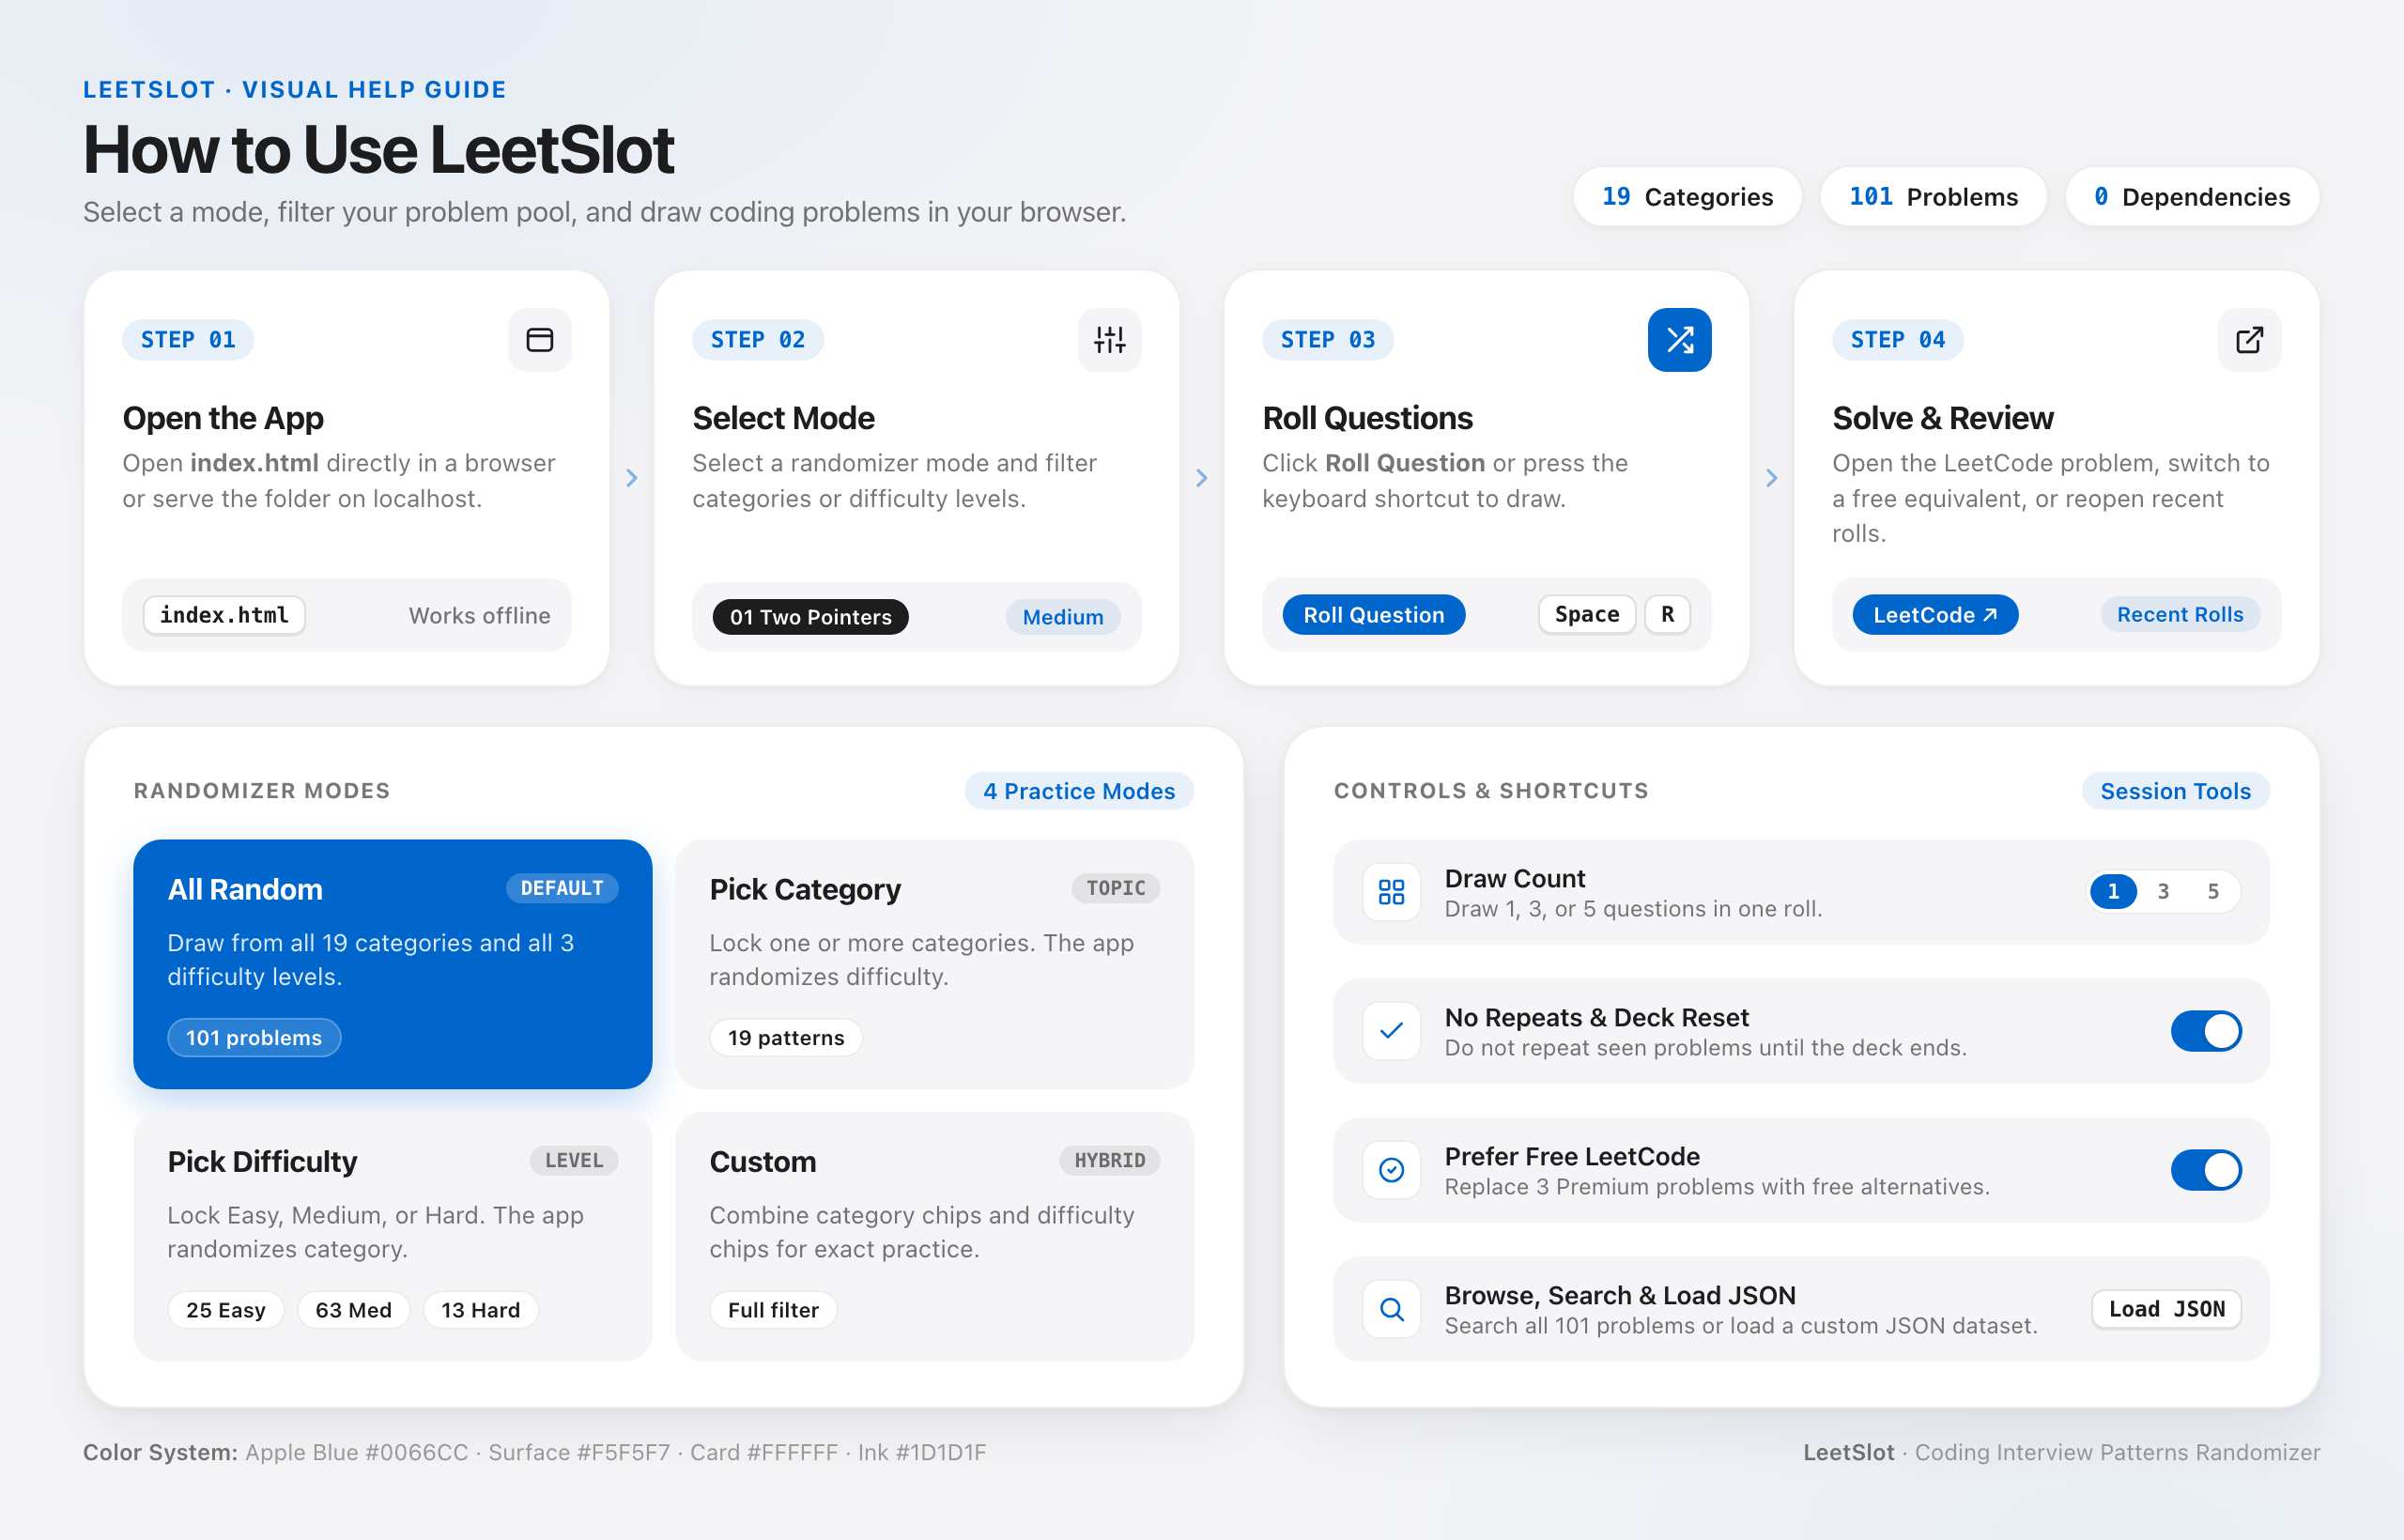 LEETSLOT · VISUAL HELP GUIDE
How to Use LeetSlot
Select a mode, filter your problem pool, and draw coding problems in your browser.
19 Categories
101 Problems
0 Dependencies
STEP 01
Open the App
Open index.html directly in a browser
or serve the folder on localhost.
index.html
Works offline
STEP 02
Select Mode
Select a randomizer mode and filter
categories or difficulty levels.
01 Two Pointers
Medium
STEP 03
Roll Questions
Click Roll Question or press the
keyboard shortcut to draw.
Roll Question
Space
R
STEP 04
Solve & Review
Open the LeetCode problem, switch to
a free equivalent, or reopen recent
rolls.
LeetCode ↗
Recent Rolls
RANDOMIZER MODES
4 Practice Modes
All Random
DEFAULT
Draw from all 19 categories and all 3
difficulty levels.
101 problems
Pick Category
TOPIC
Lock one or more categories. The app
randomizes difficulty.
19 patterns
Pick Difficulty
LEVEL
Lock Easy, Medium, or Hard. The app
randomizes category.
25 Easy
63 Med
13 Hard
Custom
HYBRID
Combine category chips and difficulty
chips for exact practice.
Full filter
CONTROLS & SHORTCUTS
Session Tools
Draw Count
Draw 1, 3, or 5 questions in one roll.
1 3 5
No Repeats & Deck Reset
Do not repeat seen problems until the deck ends.
Prefer Free LeetCode
Replace 3 Premium problems with free alternatives.
Browse, Search & Load JSON
Search all 101 problems or load a custom JSON dataset.
Load JSON
Color System: Apple Blue #0066CC · Surface #F5F5F7 · Card #FFFFFF · Ink #1D1D1F
LeetSlot · Coding Interview Patterns Randomizer